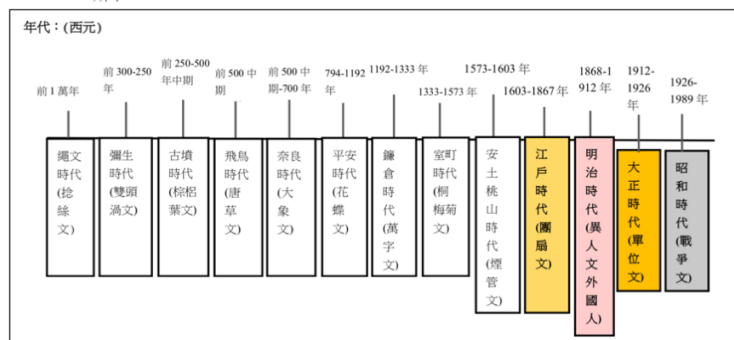 年代：(西元)
前 1 萬年
前 300-250
年
前 250-500
年中期
前 500 中
期
前 500 中
期-700 年
794-1192
年
1192-1333 年
1333-1573 年
1573-1603 年
1603-1867 年
1868-1
912 年
1912-
1926
年
1926-
1989 年
繩文
時代
(捻
絲
文)
彌生
時代
(雙頭
渦文)
古墳
時代
(棕梠
葉文)
飛鳥
時代
(唐
草文)
奈良
時代
(大
象文)
平安
時代
(花
蝶
文)
鎌
倉時
代(萬
字文)
室町
時代
(桐
梅菊
文)
安
土桃
山時
代(煙
管
文)
江
戶時
代(團
扇
文)
明
治時
代(異
人文
外國
人)
大
正時
代(單
位
文)
昭
和時
代(戰
爭
文)